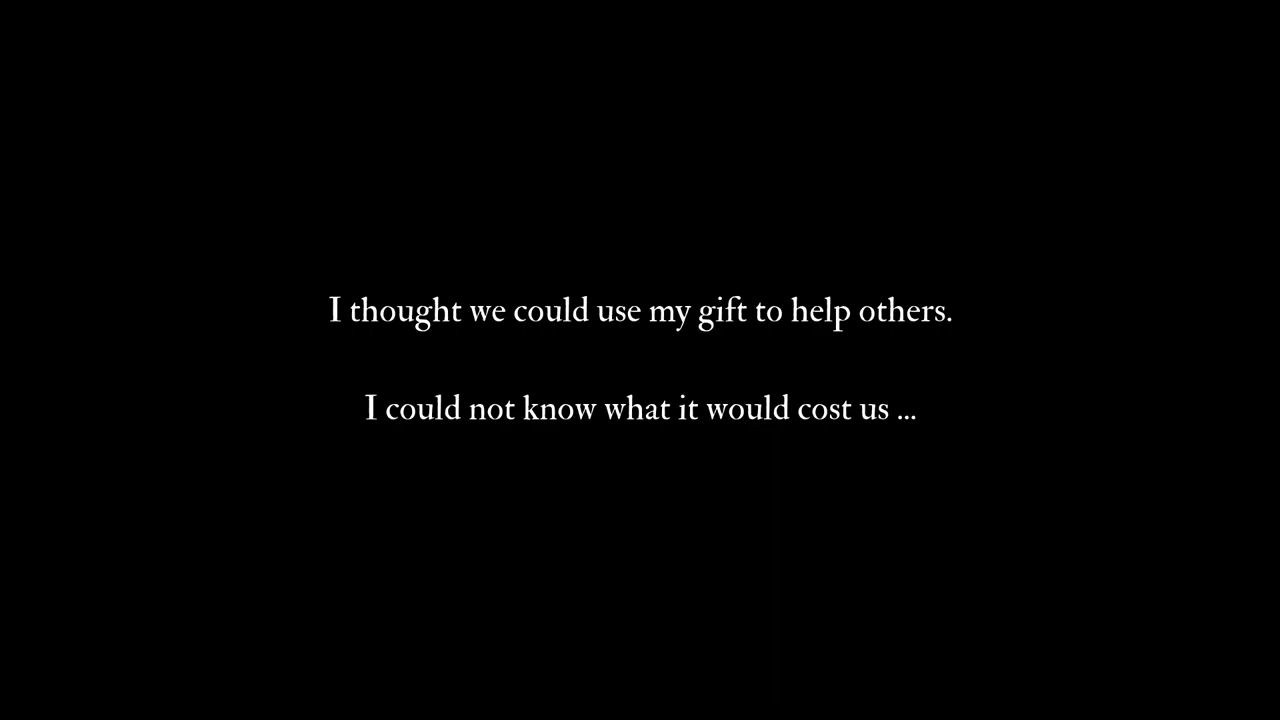 I thought we could use my gift to help others.
I could not know what it would cost us ...